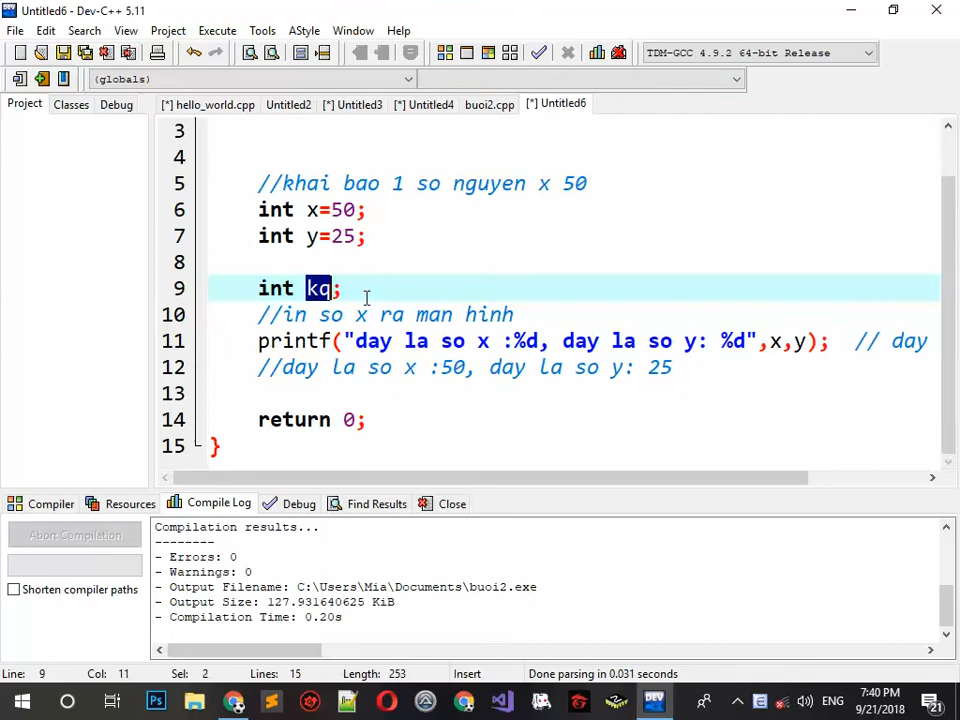 Untitled6 - Dev-C++ 5.11
File Edit Search View Project Execute Tools AStyle Window Help
TDM-GCC 4.9.2 64-bit Release
(globals)
Project Classes Debug [*] hello_world.cpp Untitled2 [*] Untitled3 [*] Untitled4 buoi2.cpp [*] Untitled6
3
4
5 //khai bao 1 so nguyen x 50
6 int x=50;
7 int y=25;
8
9 int kq;
10 //in so x ra man hinh
11 printf("day la so x :%d, day la so y: %d",x,y); // day
12 //day la so x :50, day la so y: 25
13
14 return 0;
15 }
Compiler Resources Compile Log Debug Find Results Close
Abort Compilation
Shorten compiler paths
Compilation results...
--------
- Errors: 0
- Warnings: 0
- Output Filename: C:\Users\Mia\Documents\buoi2.exe
- Output Size: 127.931640625 KiB
- Compilation Time: 0.20s
Line: 9 Col: 11 Sel: 2 Lines: 15 Length: 253 Insert Done parsing in 0.031 seconds
Ps DEV ENG 7:40 PM
9/21/2018 21